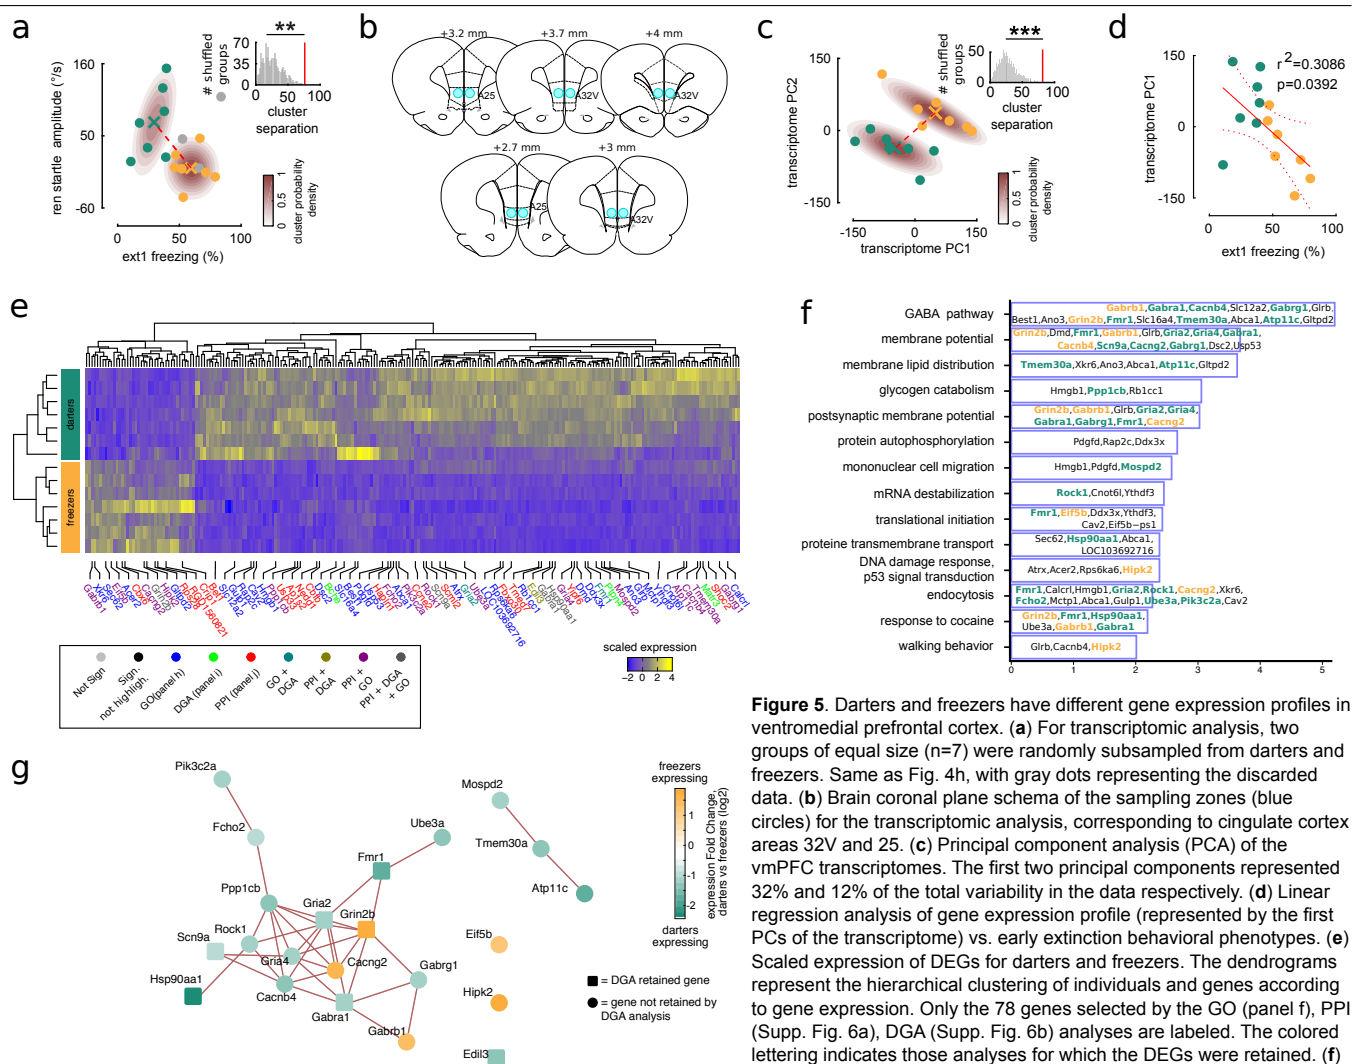 a
b
c
d
**
# shuffled
groups
70
35
0
0 50 100
cluster
separation
160
50
-60
ren startle amplitude (°/s)
0 50 100
ext1 freezing (%)
1
0.5
0
cluster probability
density
+3.2 mm
+3.7 mm
+4 mm
A25
A32V
A32V
+2.7 mm
+3 mm
A25
A32V
***
# shuffled
groups
50
0
0 50 100
cluster
separation
150
0
-150
transcriptome PC2
-150 0 150
transcriptome PC1
1
0.5
0
cluster probability
density
150
0
-150
transcriptome PC1
r²=0.3086
p=0.0392
0 50 100
ext1 freezing (%)
e
darters
freezers
scaled expression
−2 0 2 4
Not Sign
Sign.
not highligh.
GO(panel h)
DGA (panel i)
PPI (panel j)
GO +
DGA
PPI +
DGA
PPI +
GO
PPI + DGA
+ GO
f
GABA pathway
Gabrb1,Gabra1,Cacnb4,Slc12a2,Gabrg1,Glrb,
Best1,Ano3,Grin2b,Fmr1,Slc16a4,Tmem30a,Abca1,Atp11c,Gltpd2
membrane potential
Grin2b,Dmd,Fmr1,Gabrb1,Glrb,Gria2,Gria4,Gabra1,
Cacnb4,Scn9a,Cacng2,Gabrg1,Dsc2,Usp53
membrane lipid distribution
Tmem30a,Xkr6,Ano3,Abca1,Atp11c,Gltpd2
glycogen catabolism
Hmgb1,Ppp1cb,Rb1cc1
postsynaptic membrane potential
Grin2b,Gabrb1,Glrb,Gria2,Gria4,
Gabra1,Gabrg1,Fmr1,Cacng2
protein autophosphorylation
Pdgfd,Rap2c,Ddx3x
mononuclear cell migration
Hmgb1,Pdgfd,Mospd2
mRNA destabilization
Rock1,Cnot6l,Ythdf3
translational initiation
Fmr1,Eif5b,Ddx3x,Ythdf3,
Cav2,Eif5b−ps1
proteine transmembrane transport
Sec62,Hsp90aa1,Abca1,
LOC103692716
DNA damage response,
p53 signal transduction
Atrx,Acer2,Rps6ka6,Hipk2
endocytosis
Fmr1,Calcrl,Hmgb1,Gria2,Rock1,Cacng2,Xkr6,
Fcho2,Mctp1,Abca1,Gulp1,Ube3a,Pik3c2a,Cav2
response to cocaine
Grin2b,Fmr1,Hsp90aa1,
Ube3a,Gabrb1,Gabra1
walking behavior
Glrb,Cacnb4,Hipk2
0 1 2 3 4 5
g
Pik3c2a
Fcho2
Ube3a
Fmr1
Ppp1cb
Gria2
Grin2b
Rock1
Scn9a
Gria4
Cacng2
Gabrg1
Hsp90aa1
Cacnb4
Gabra1
Gabrb1
Mospd2
Tmem30a
Atp11c
Eif5b
Hipk2
Edil3
freezers
expressing
1
0
-1
-2
expression Fold Change,
darters vs freezers (log2)
darters
expressing
= DGA retained gene
= gene not retained by
DGA analysis
Figure 5. Darters and freezers have different gene expression profiles in
ventromedial prefrontal cortex. (a) For transcriptomic analysis, two
groups of equal size (n=7) were randomly subsampled from darters and
freezers. Same as Fig. 4h, with gray dots representing the discarded
data. (b) Brain coronal plane schema of the sampling zones (blue
circles) for the transcriptomic analysis, corresponding to cingulate cortex
areas 32V and 25. (c) Principal component analysis (PCA) of the
vmPFC transcriptomes. The first two principal components represented
32% and 12% of the total variability in the data respectively. (d) Linear
regression analysis of gene expression profile (represented by the first
PCs of the transcriptome) vs. early extinction behavioral phenotypes. (e)
Scaled expression of DEGs for darters and freezers. The dendrograms
represent the hierarchical clustering of individuals and genes according
to gene expression. Only the 78 genes selected by the GO (panel f), PPI
(Supp. Fig. 6a), DGA (Supp. Fig. 6b) analyses are labeled. The colored
lettering indicates those analyses for which the DEGs were retained. (f)